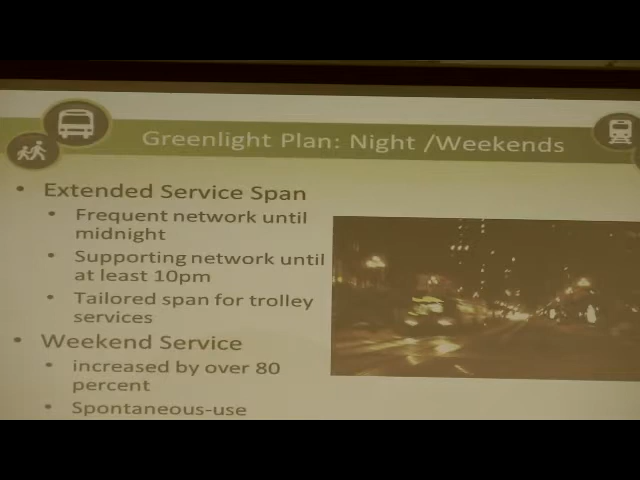 Greenlight Plan: Night /Weekends
• Extended Service Span
• Frequent network until
midnight
• Supporting network until
at least 10pm
• Tailored span for trolley
services
• Weekend Service
• increased by over 80
percent
• Spontaneous-use